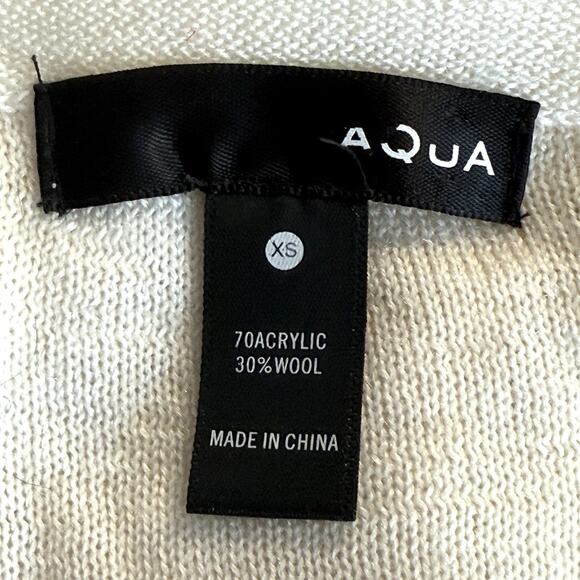 AQUA
XS
70ACRYLIC
30%WOOL
MADE IN CHINA